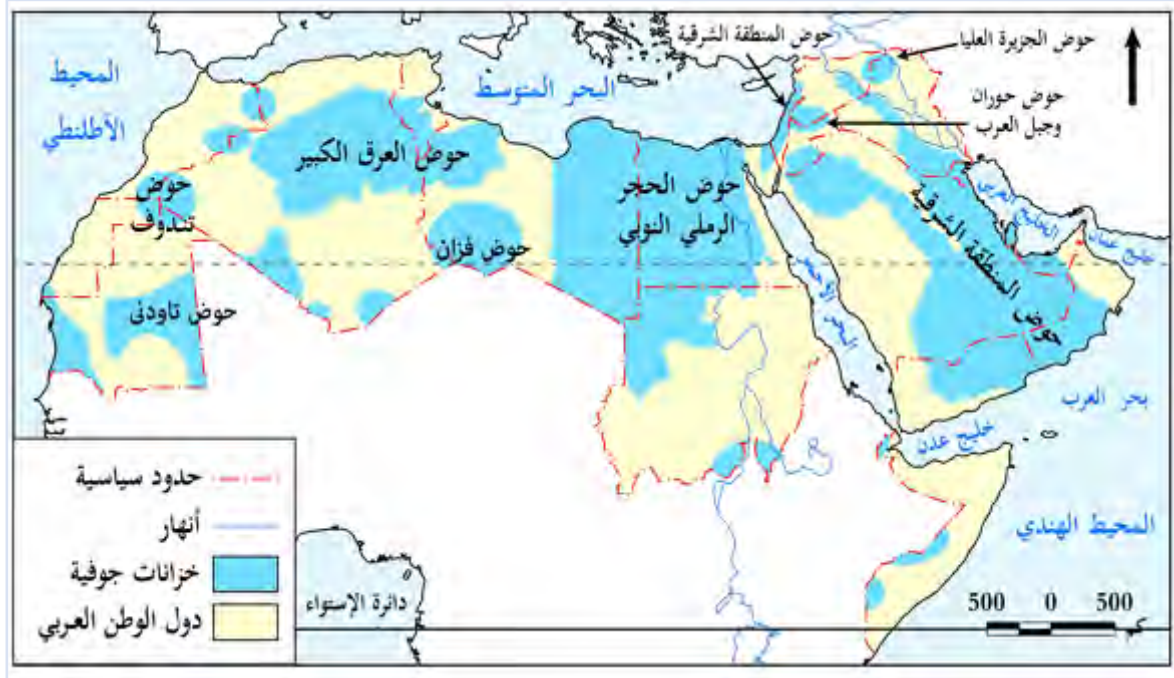 المحيط
الأطلنطي
البحر المتوسط
حوض المنطقة الشرقية
حوض الجزيرة العليا
حوض حوران
وجبل العرب
حوض العرق الكبير
حوض
تندوف
حوض فزان
حوض الحجر
الرملي النوبي
حوض المنطقة الشرقية
الخليج العربي
خليج عمان
حوض تاودنى
البحر الأحمر
بحر العرب
خليج عدن
المحيط الهندي
حدود سياسية
أنهار
خزانات جوفية
دول الوطن العربي
دائرة الإستواء
500 0 500
كم